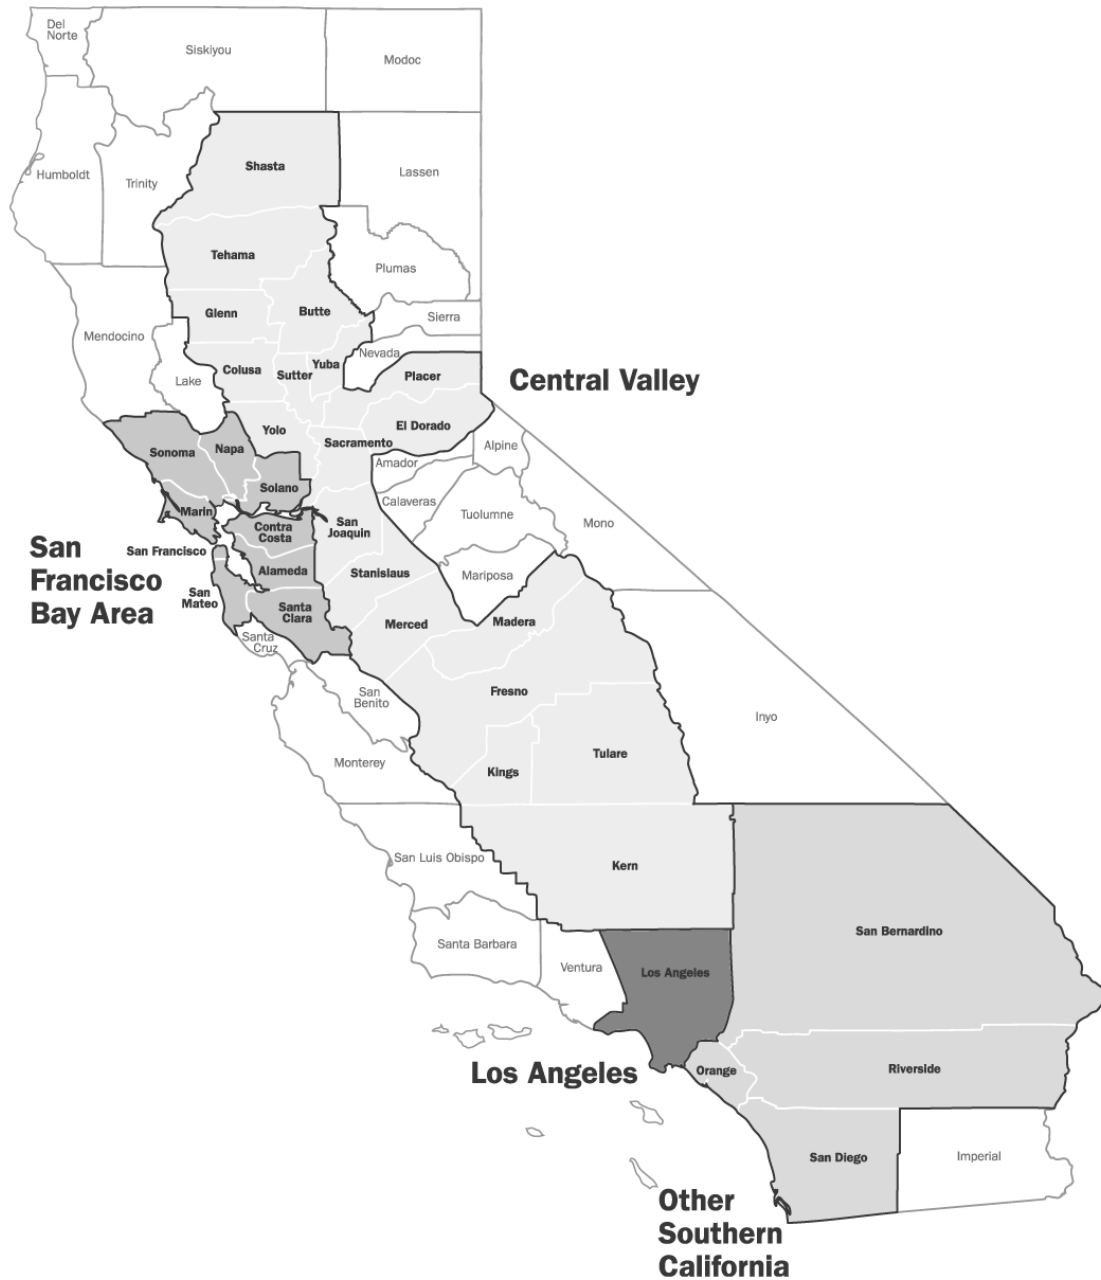 Del
Norte
Siskiyou
Modoc
Shasta
Humboldt
Trinity
Lassen
Tehama
Plumas
Glenn
Butte
Sierra
Mendocino
Nevada
Yuba
Colusa
Sutter
Placer
Lake
Central Valley
El Dorado
Yolo
Sacramento
Sonoma
Napa
Alpine
Amador
Solano
Calaveras
Marin
Tuolumne
Mono
Contra
Costa
San
Joaquin
San Francisco
San
Francisco
Bay Area
Alameda
Stanislaus
Mariposa
San
Mateo
Santa
Clara
Merced
Madera
Santa
Cruz
San
Benito
Fresno
Inyo
Monterey
Kings
Tulare
San Luis Obispo
Kern
San Bernardino
Santa Barbara
Ventura
Los Angeles
Los Angeles
Orange
Riverside
San Diego
Imperial
Other
Southern
California